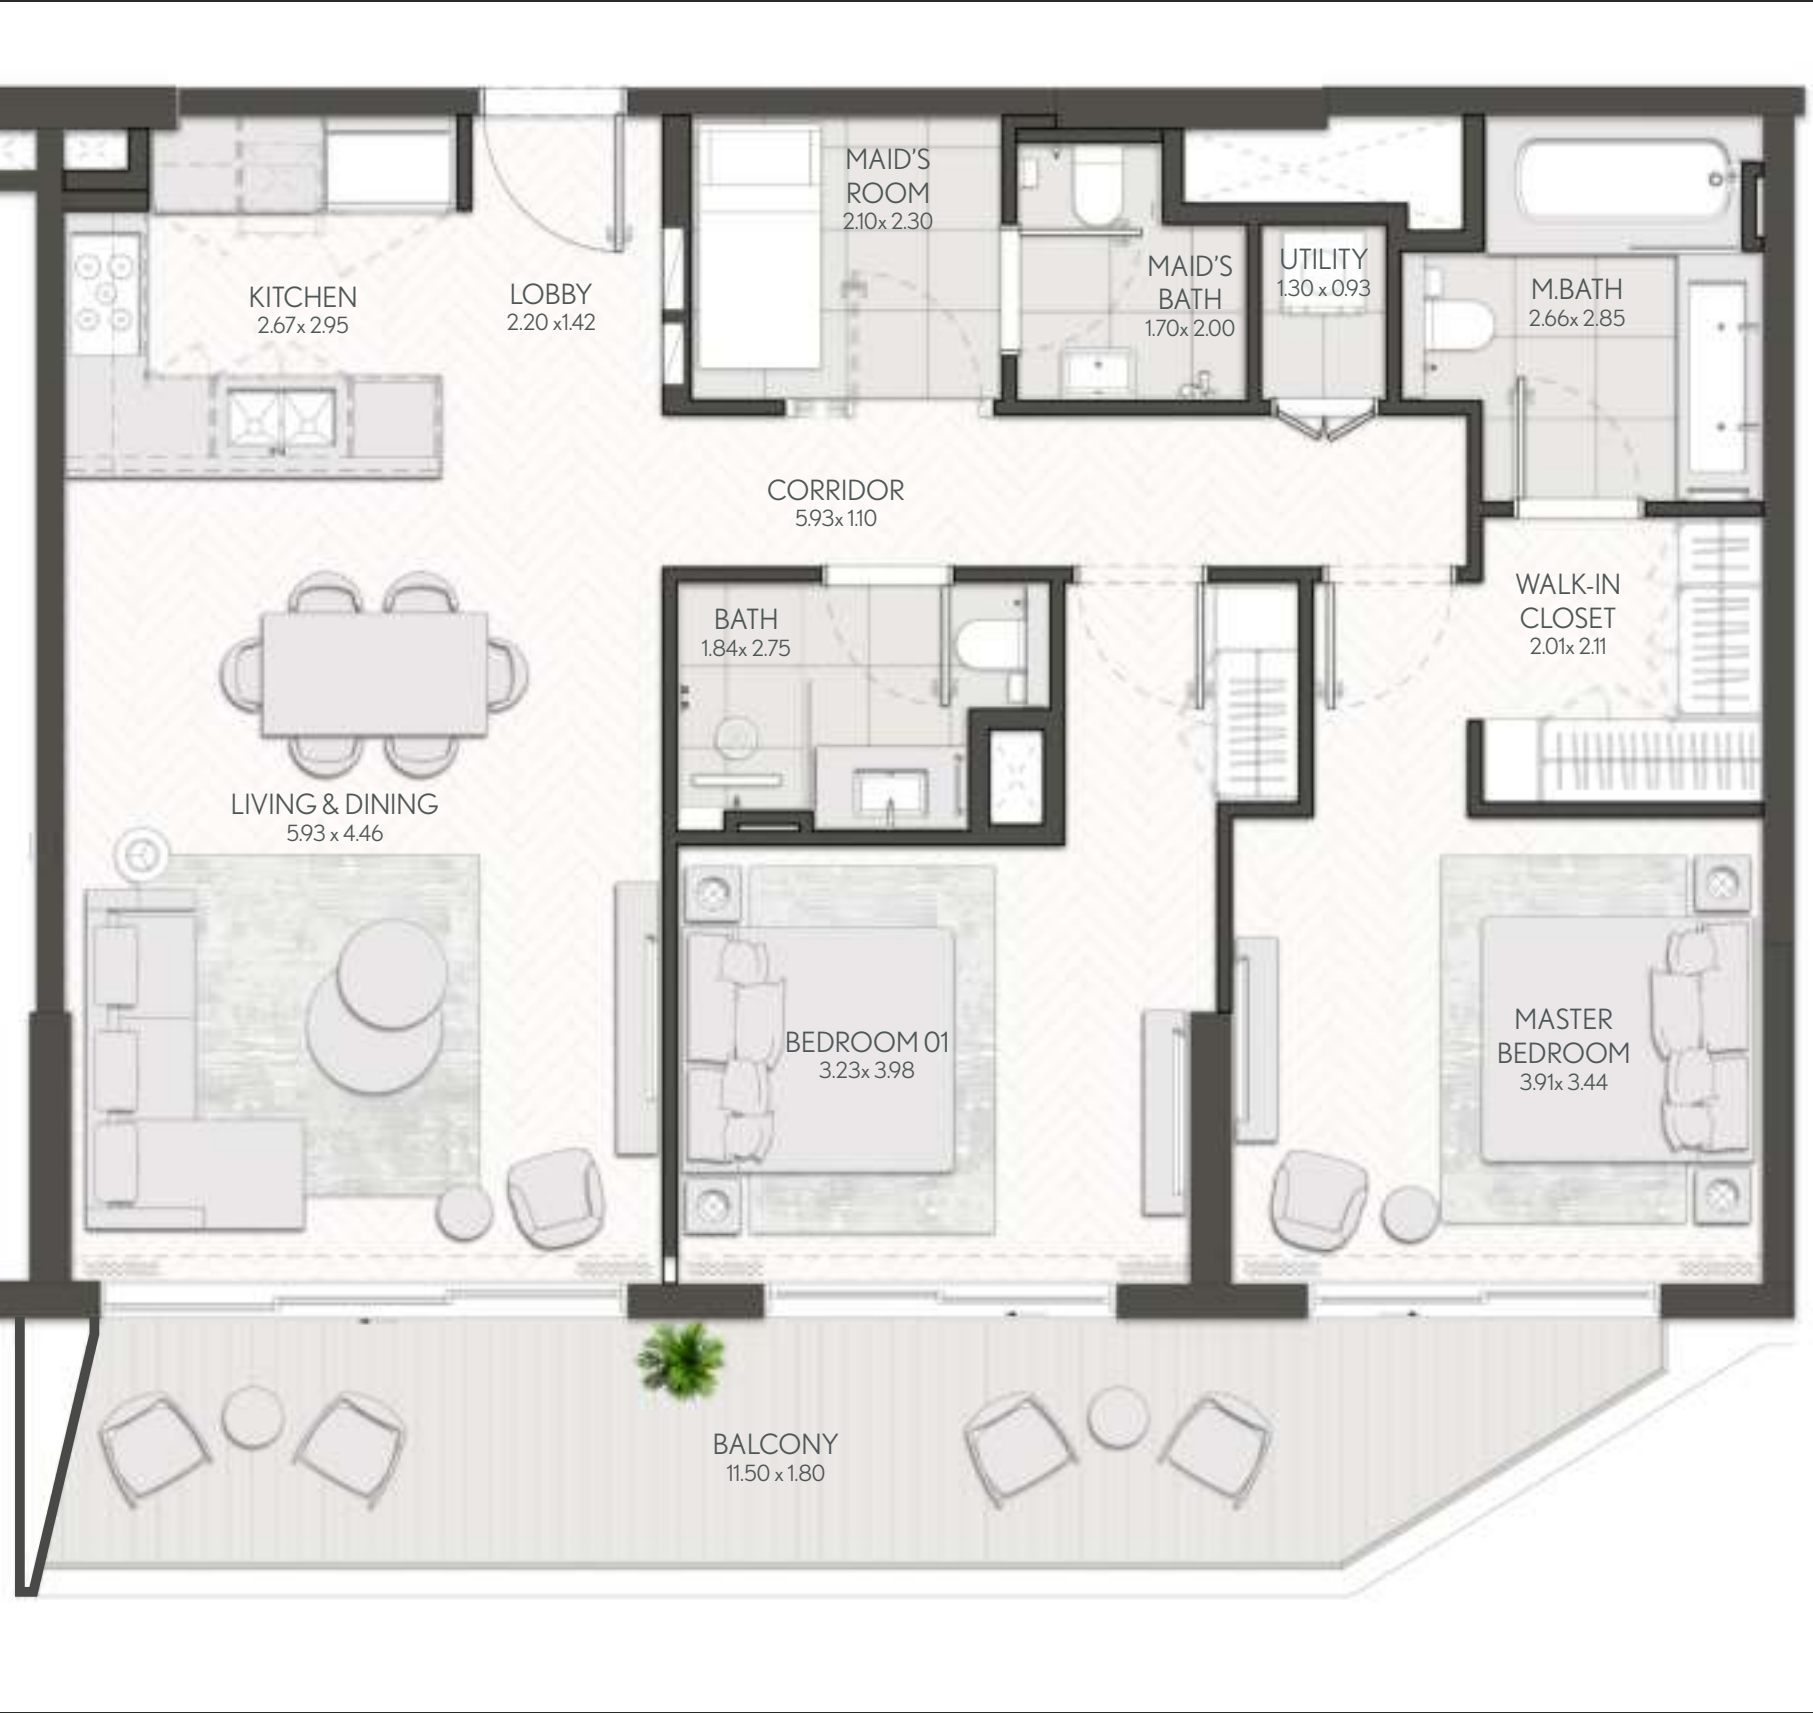 MAID'S
ROOM
2.10x 2.30
KITCHEN
2.67x 2.95
LOBBY
2.20 x1.42
MAID'S
BATH
1.70x 2.00
UTILITY
1.30 x 0.93
M.BATH
2.66x 2.85
CORRIDOR
5.93x 1.10
BATH
1.84x 2.75
WALK-IN
CLOSET
2.01x 2.11
LIVING & DINING
5.93 x 4.46
BEDROOM 01
3.23x 3.98
MASTER
BEDROOM
3.91x 3.44
BALCONY
11.50 x 1.80